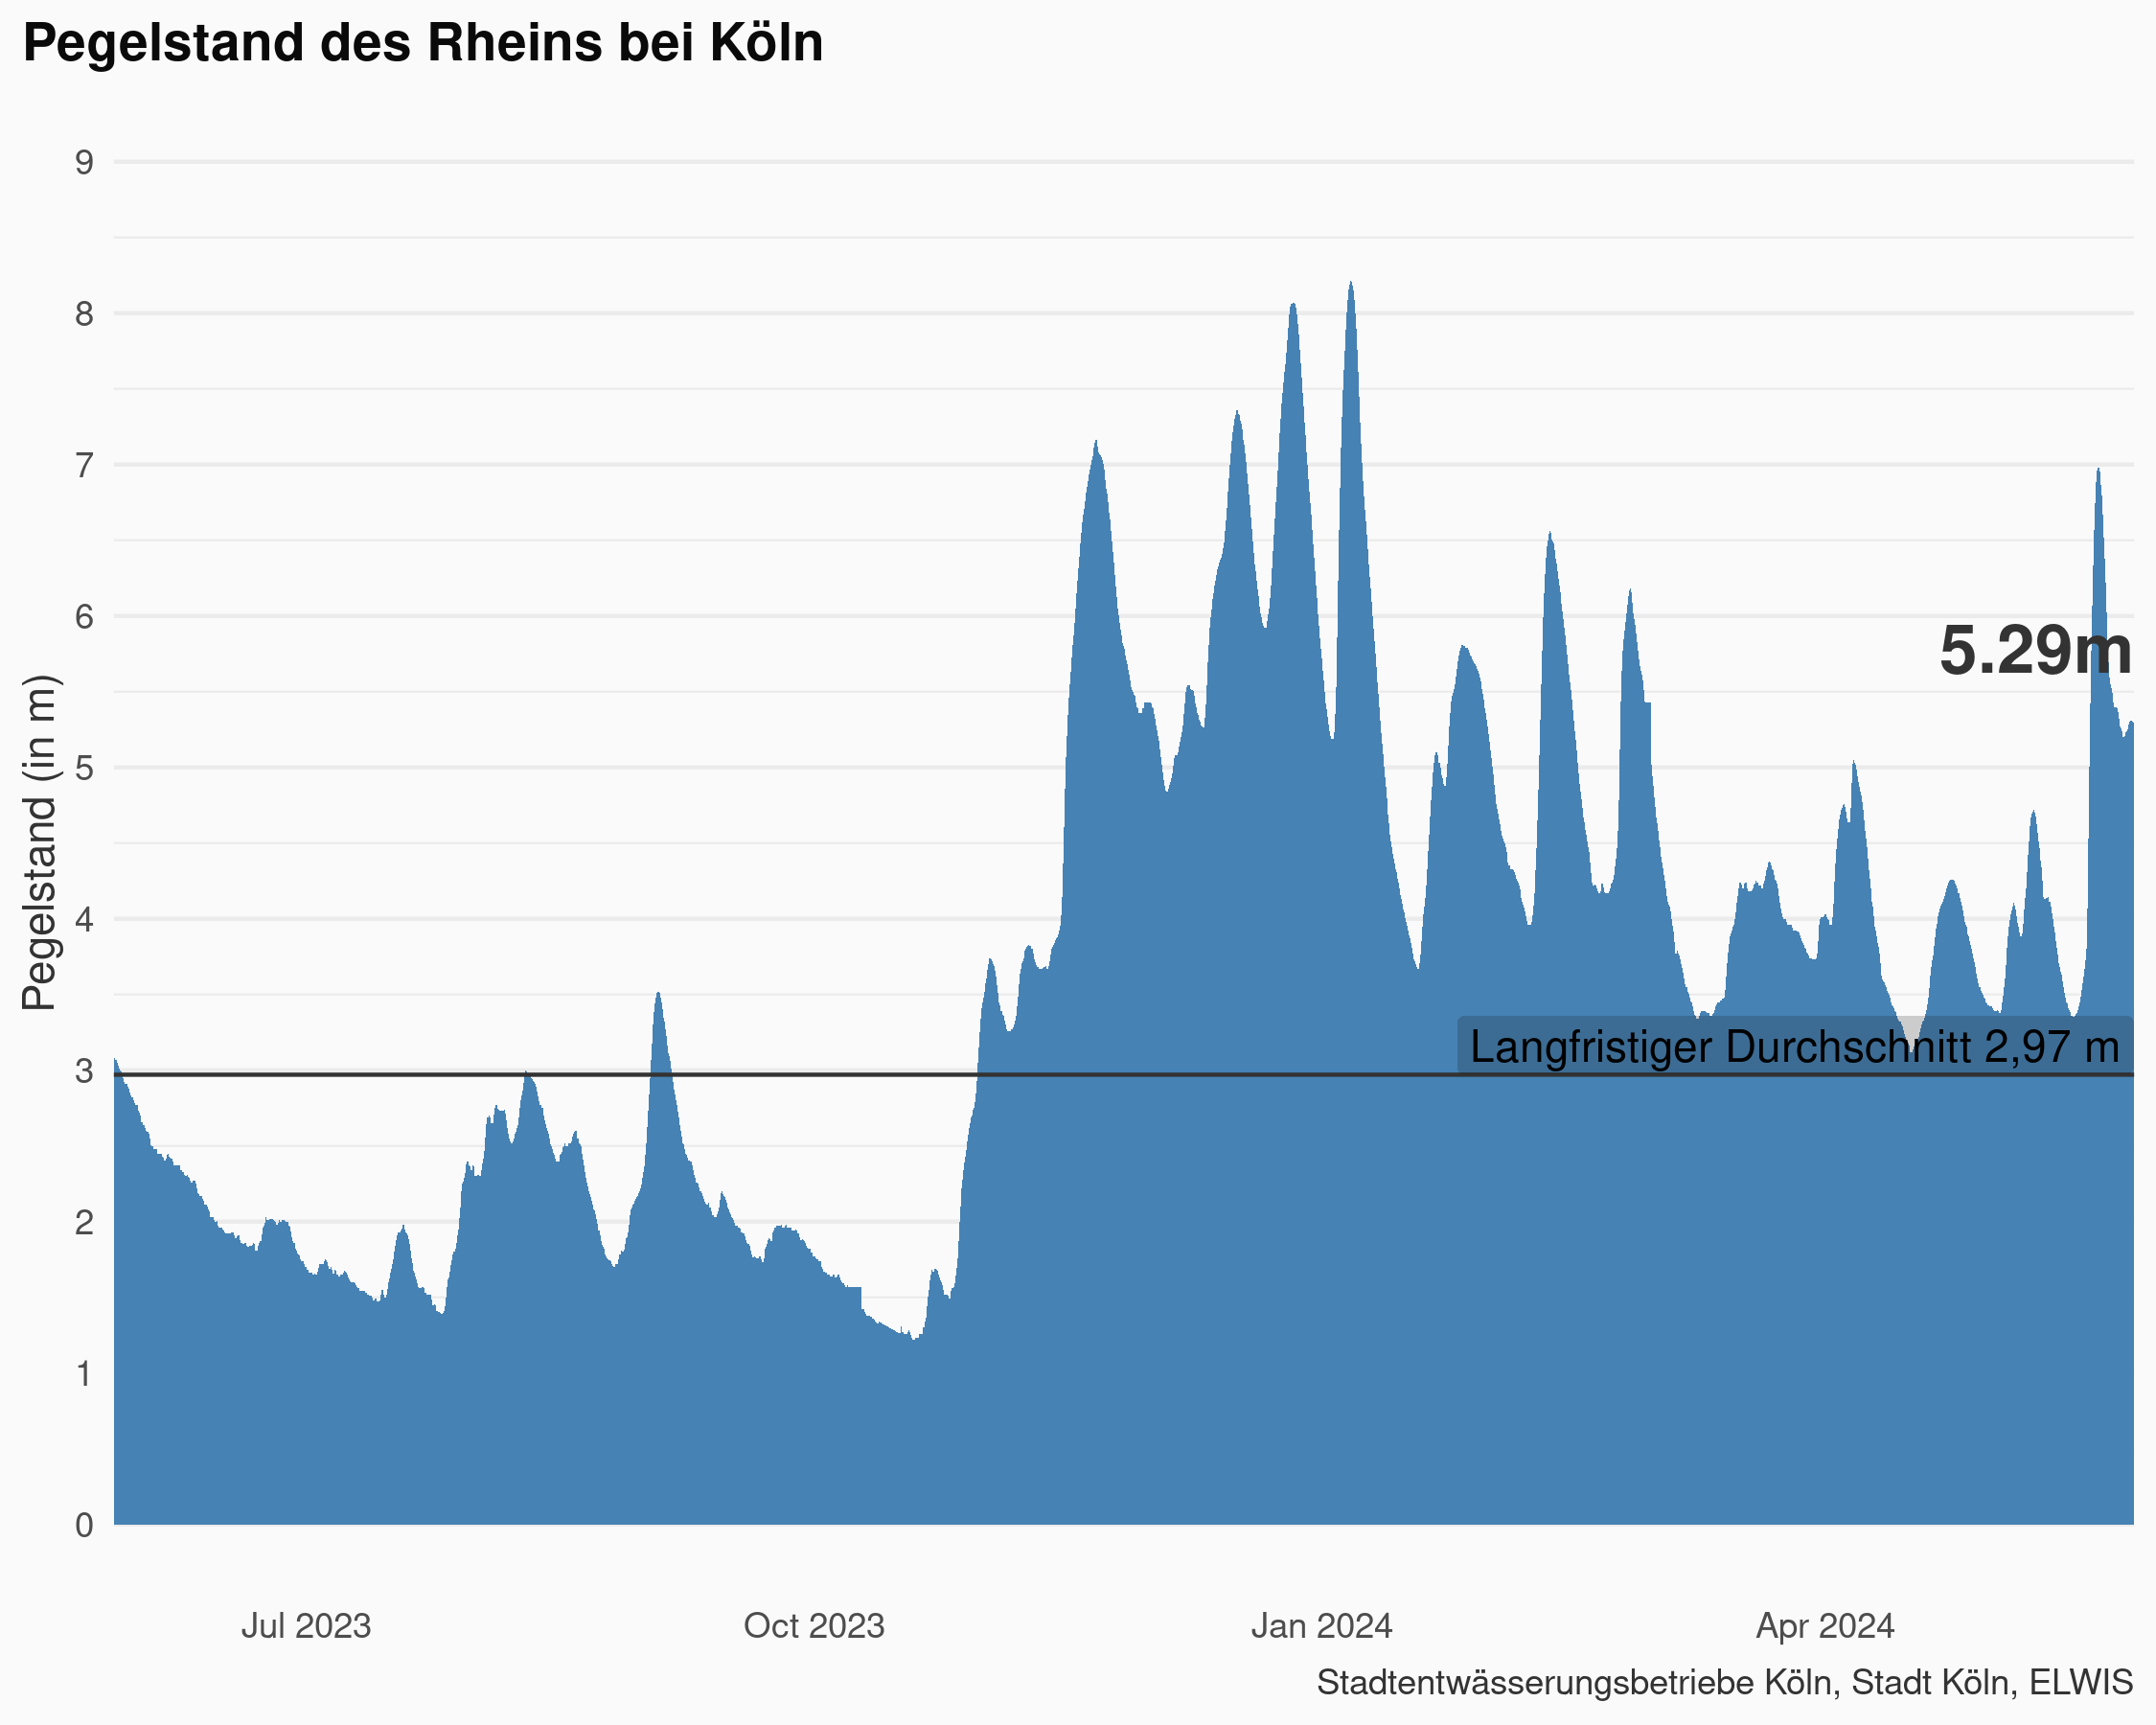 Pegelstand des Rheins bei Köln
9
8
7
6
5
4
3
2
1
0
Pegelstand (in m)
5.29m
Langfristiger Durchschnitt 2,97 m
Jul 2023
Oct 2023
Jan 2024
Apr 2024
Stadtentwässerungsbetriebe Köln, Stadt Köln, ELWIS